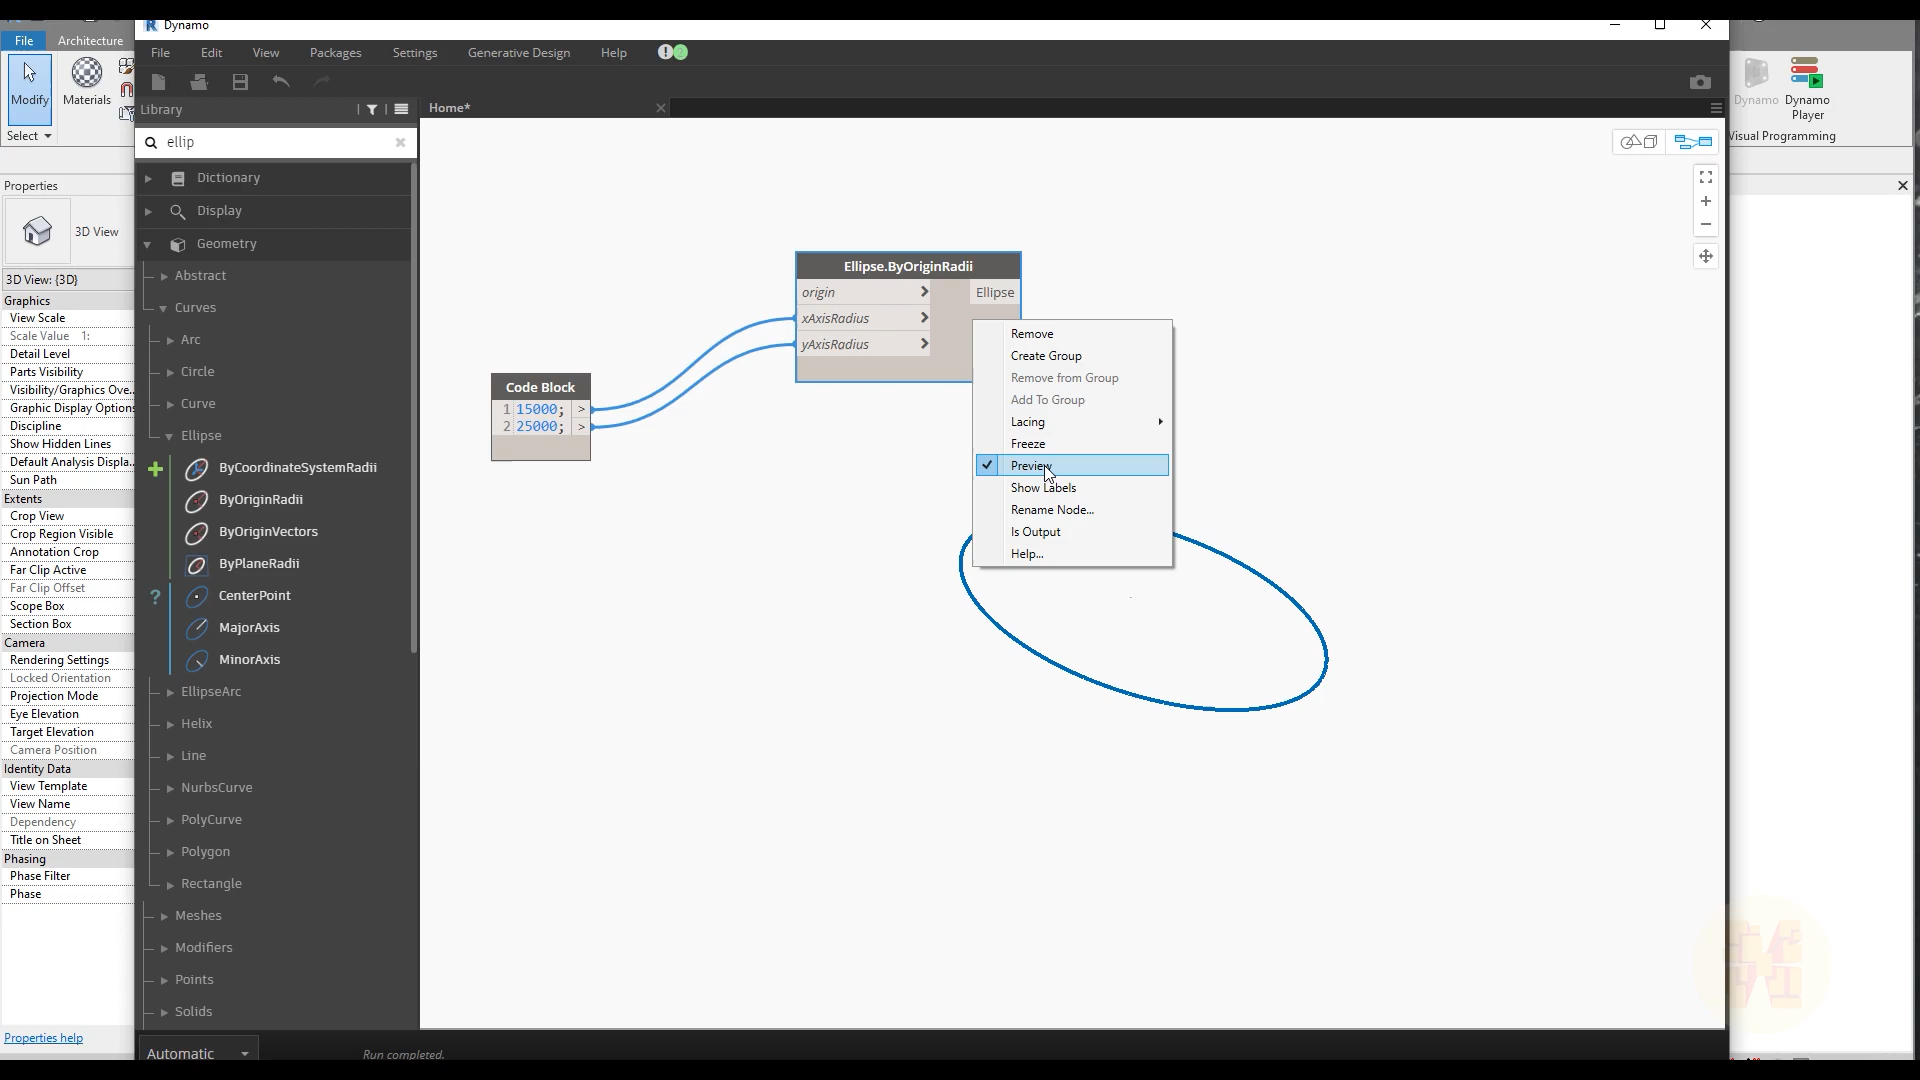 Dynamo
File
Architecture
Modify
Materials
Select
Properties
3D View
3D View: {3D}
Graphics
View Scale
Scale Value 1:
Detail Level
Parts Visibility
Visibility/Graphics Ove...
Graphic Display Options
Discipline
Show Hidden Lines
Default Analysis Displa...
Sun Path
Extents
Crop View
Crop Region Visible
Annotation Crop
Far Clip Active
Far Clip Offset
Scope Box
Section Box
Camera
Rendering Settings
Locked Orientation
Projection Mode
Eye Elevation
Target Elevation
Camera Position
Identity Data
View Template
View Name
Dependency
Title on Sheet
Phasing
Phase Filter
Phase
Properties help
File Edit View Packages Settings Generative Design Help
Library
ellip
Dictionary
Display
Geometry
Abstract
Curves
Arc
Circle
Curve
Ellipse
ByCoordinateSystemRadii
ByOriginRadii
ByOriginVectors
ByPlaneRadii
CenterPoint
MajorAxis
MinorAxis
EllipseArc
Helix
Line
NurbsCurve
PolyCurve
Polygon
Rectangle
Meshes
Modifiers
Points
Solids
Automatic
Run completed.
Home*
Code Block
1 15000; >
2 25000; >
Ellipse.ByOriginRadii
origin > Ellipse
xAxisRadius >
yAxisRadius >
Remove
Create Group
Remove from Group
Add To Group
Lacing
Freeze
Preview
Show Labels
Rename Node...
Is Output
Help...
Dynamo
Dynamo Player
Visual Programming